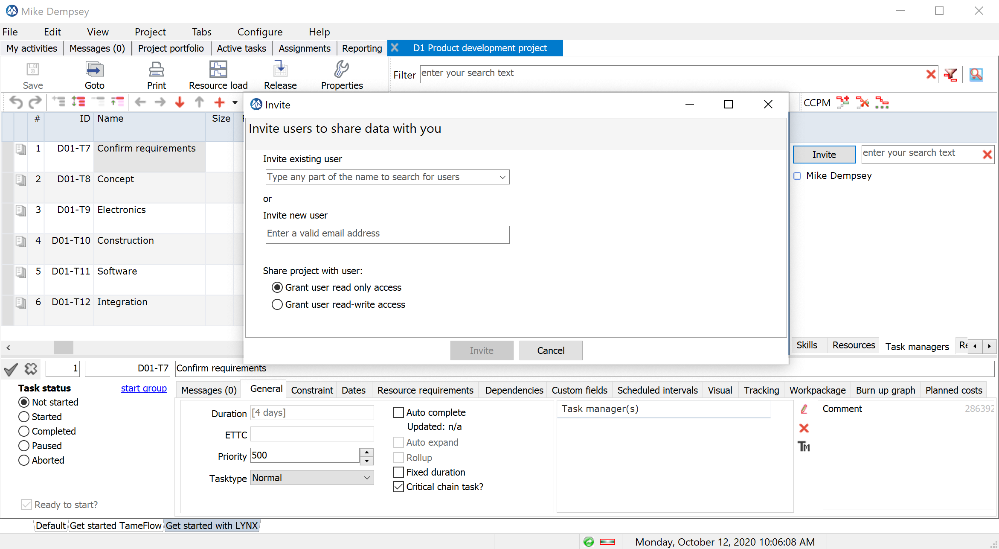 Mike Dempsey
File Edit View Project Tabs Configure Help
My activities Messages (0) Project portfolio Active tasks Assignments Reporting D1 Product development project
Save Goto Print Resource load Release Properties
Filter enter your search text
CCPM
# ID Name Size
1 D01-T7 Confirm requirements
2 D01-T8 Concept
3 D01-T9 Electronics
4 D01-T10 Construction
5 D01-T11 Software
6 D01-T12 Integration
Invite
Invite users to share data with you
Invite existing user
Type any part of the name to search for users
or
Invite new user
Enter a valid email address
Share project with user:
Grant user read only access
Grant user read-write access
Invite Cancel
Invite enter your search text
Mike Dempsey
Skills Resources Task managers Re
1 D01-T7 Confirm requirements
Task status start group
Not started
Started
Completed
Paused
Aborted
Ready to start?
Messages (0) General Constraint Dates Resource requirements Dependencies Custom fields Scheduled intervals Visual Tracking Workpackage Burn up graph Planned costs
Duration [4 days]
ETTC
Priority 500
Tasktype Normal
Auto complete
Updated: n/a
Auto expand
Rollup
Fixed duration
Critical chain task?
Task manager(s)
TM
Comment 286392
Default Get started TameFlow Get started with LYNX
Monday, October 12, 2020 10:06:08 AM